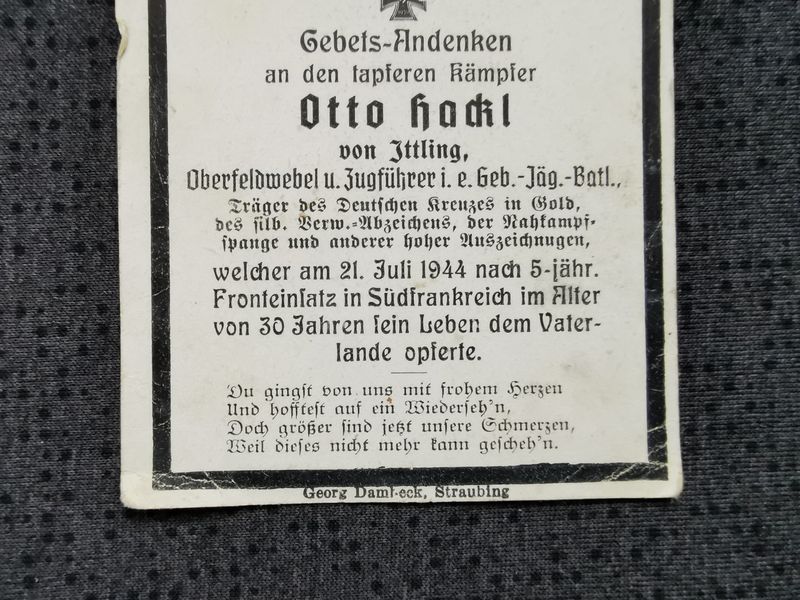 Gebets-Andenken
an den tapferen Kämpfer
Otto Hackl
von Ittling,
Oberfeldwebel u. Zugführer i. e. Geb.-Jäg.-Batl.,
Träger des Deutschen Kreuzes in Gold,
des silb. Verw.-Abzeichens, der Nahkampf-
spange und anderer hoher Auszeichnugen,
welcher am 21. Juli 1944 nach 5-jähr.
Fronteinsatz in Südfrankreich im Alter
von 30 Jahren sein Leben dem Vater-
lande opferte.
Du gingst von uns mit frohem Herzen
Und hofftest auf ein Wiederseh'n,
Doch größer sind jetzt unsere Schmerzen,
Weil dieses nicht mehr kann gescheh'n.
Georg Straubing